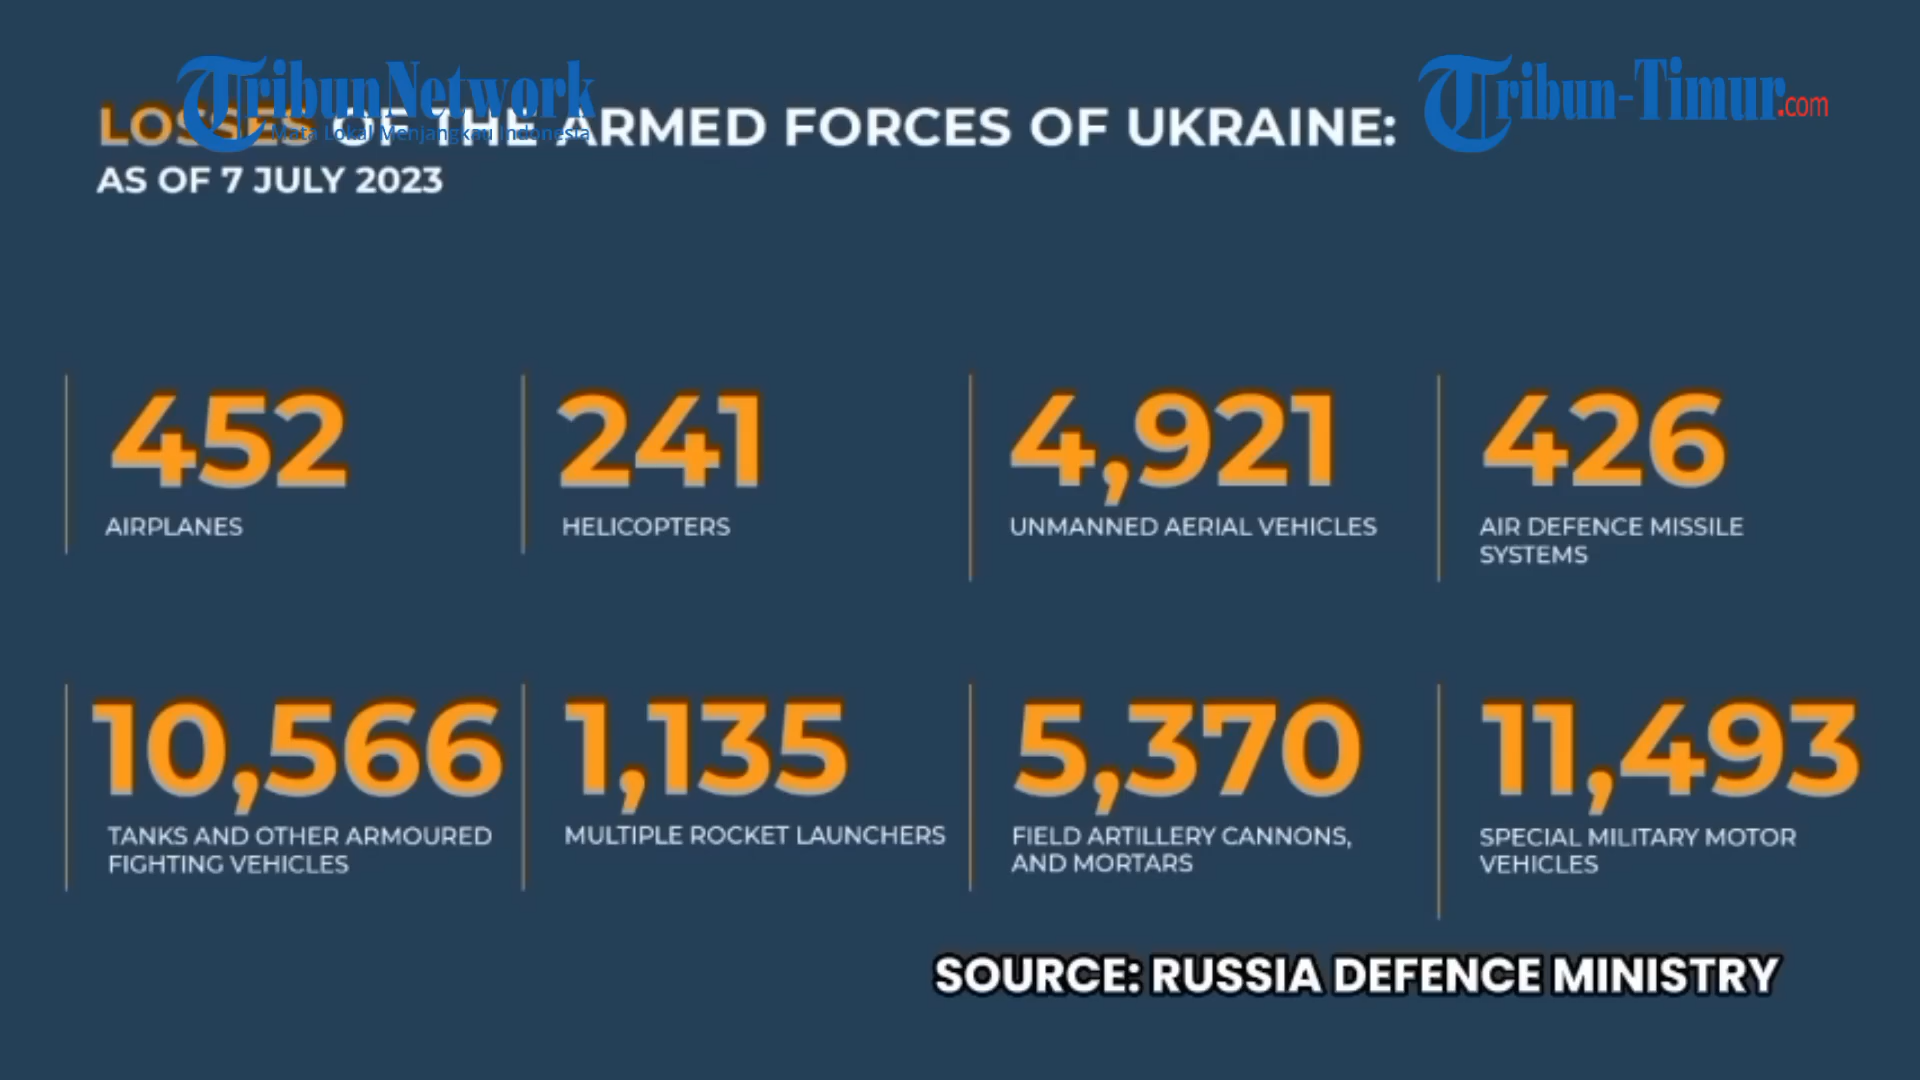 TribunNetwork
Mata Lokal Menjangkau Indonesia
Tribun-Timur.com
LOSSES OF THE ARMED FORCES OF UKRAINE:
AS OF 7 JULY 2023
452
AIRPLANES
241
HELICOPTERS
4,921
UNMANNED AERIAL VEHICLES
426
AIR DEFENCE MISSILE
SYSTEMS
10,566
TANKS AND OTHER ARMOURED
FIGHTING VEHICLES
1,135
MULTIPLE ROCKET LAUNCHERS
5,370
FIELD ARTILLERY CANNONS,
AND MORTARS
11,493
SPECIAL MILITARY MOTOR
VEHICLES
SOURCE: RUSSIA DEFENCE MINISTRY